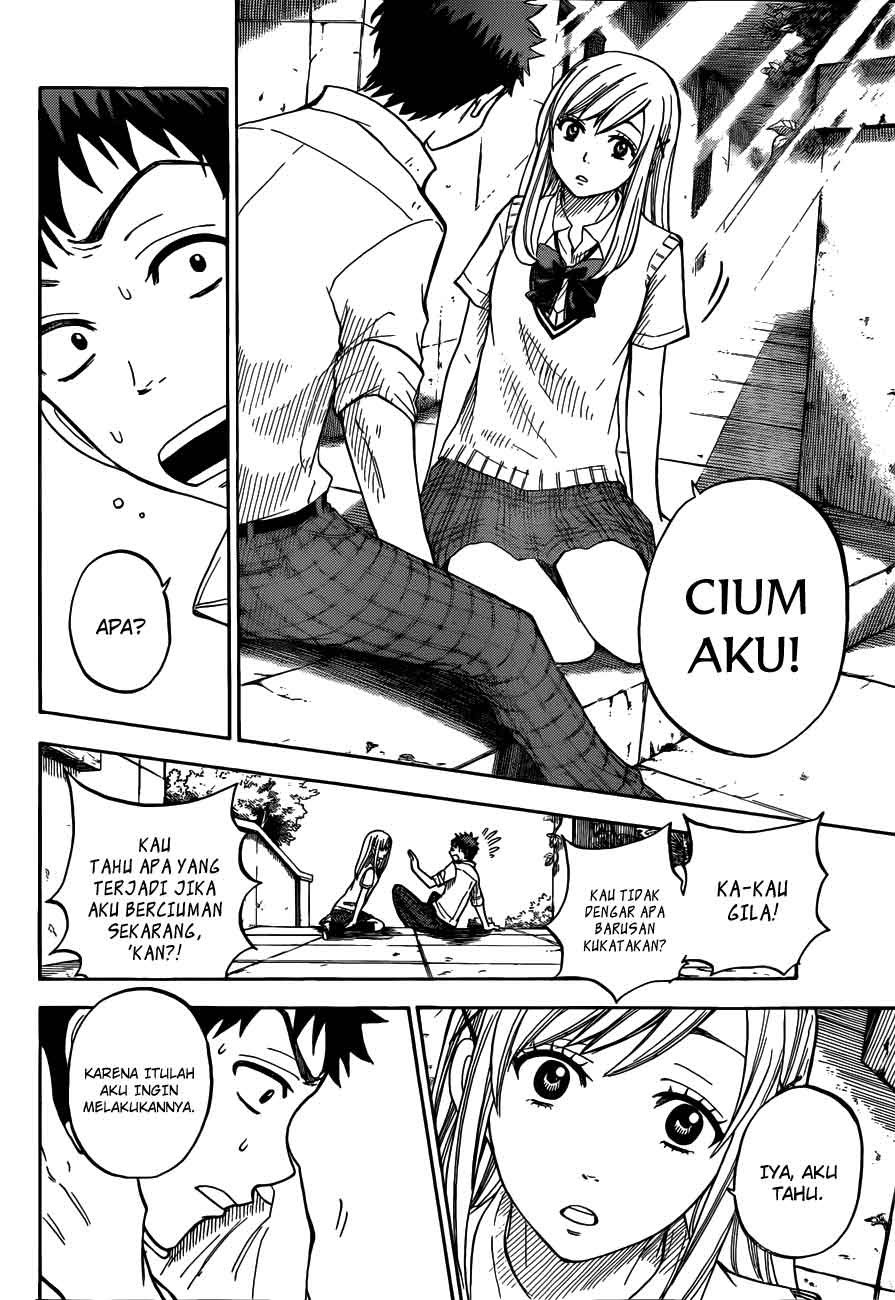 CIUM
AKU!
APA?
KA-KAU
GILA!
KAU TIDAK
DENGAR APA
BARUSAN
KUKATAKAN?
KAU
TAHU APA YANG
TERJADI JIKA
AKU BERCIUMAN
SEKARANG,
'KAN?!
IYA, AKU
TAHU.
KARENA ITULAH
AKU INGIN
MELAKUKANNYA.